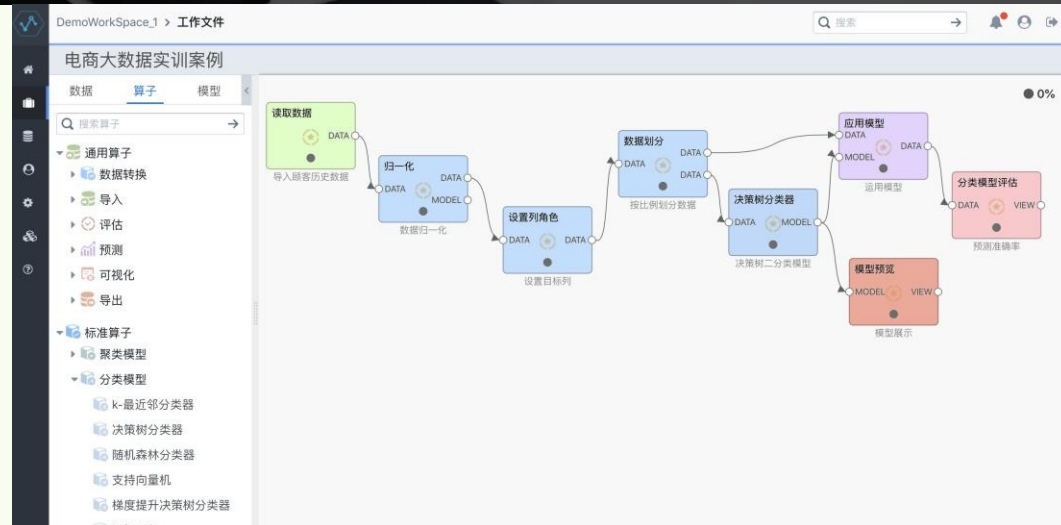 DemoWorkSpace_1 > 工作文件
搜索
电商大数据实训案例
数据 算子 模型
搜索算子
通用算子
数据转换
导入
评估
预测
可视化
导出
标准算子
聚类模型
分类模型
k-最近邻分类器
决策树分类器
随机森林分类器
支持向量机
梯度提升决策树分类器
0%
读取数据
DATA
导入顾客历史数据
归一化
DATA
DATA
MODEL
数据归一化
设置列角色
DATA DATA
设置目标列
数据划分
DATA
DATA
DATA
按比例划分数据
决策树分类器
DATA MODEL
决策树二分类模型
应用模型
DATA
DATA
MODEL
运用模型
模型预览
MODEL VIEW
模型展示
分类模型评估
DATA VIEW
预测准确率